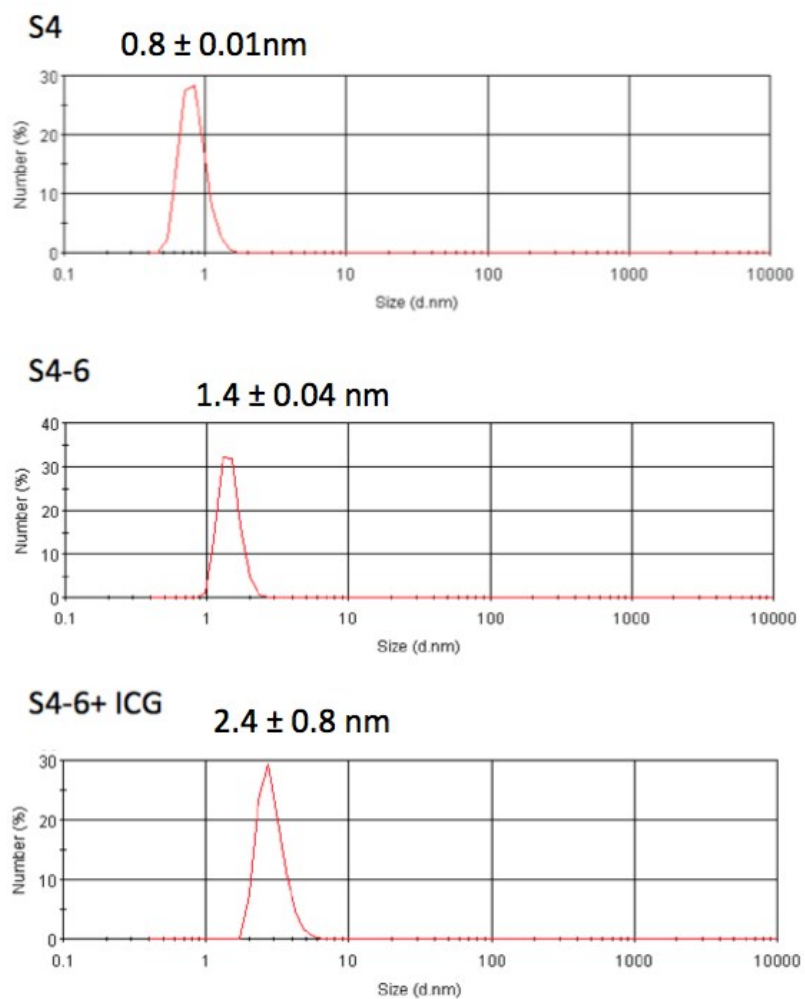 S4
0.8 ± 0.01nm
30
20
10
0
Number (%)
0.1 1 10 100 1000 10000
Size (d.nm)
S4-6
1.4 ± 0.04 nm
40
30
20
10
0
Number (%)
0.1 1 10 100 1000 10000
Size (d.nm)
S4-6+ ICG
2.4 ± 0.8 nm
30
20
10
0
Number (%)
0.1 1 10 100 1000 10000
Size (d.nm)